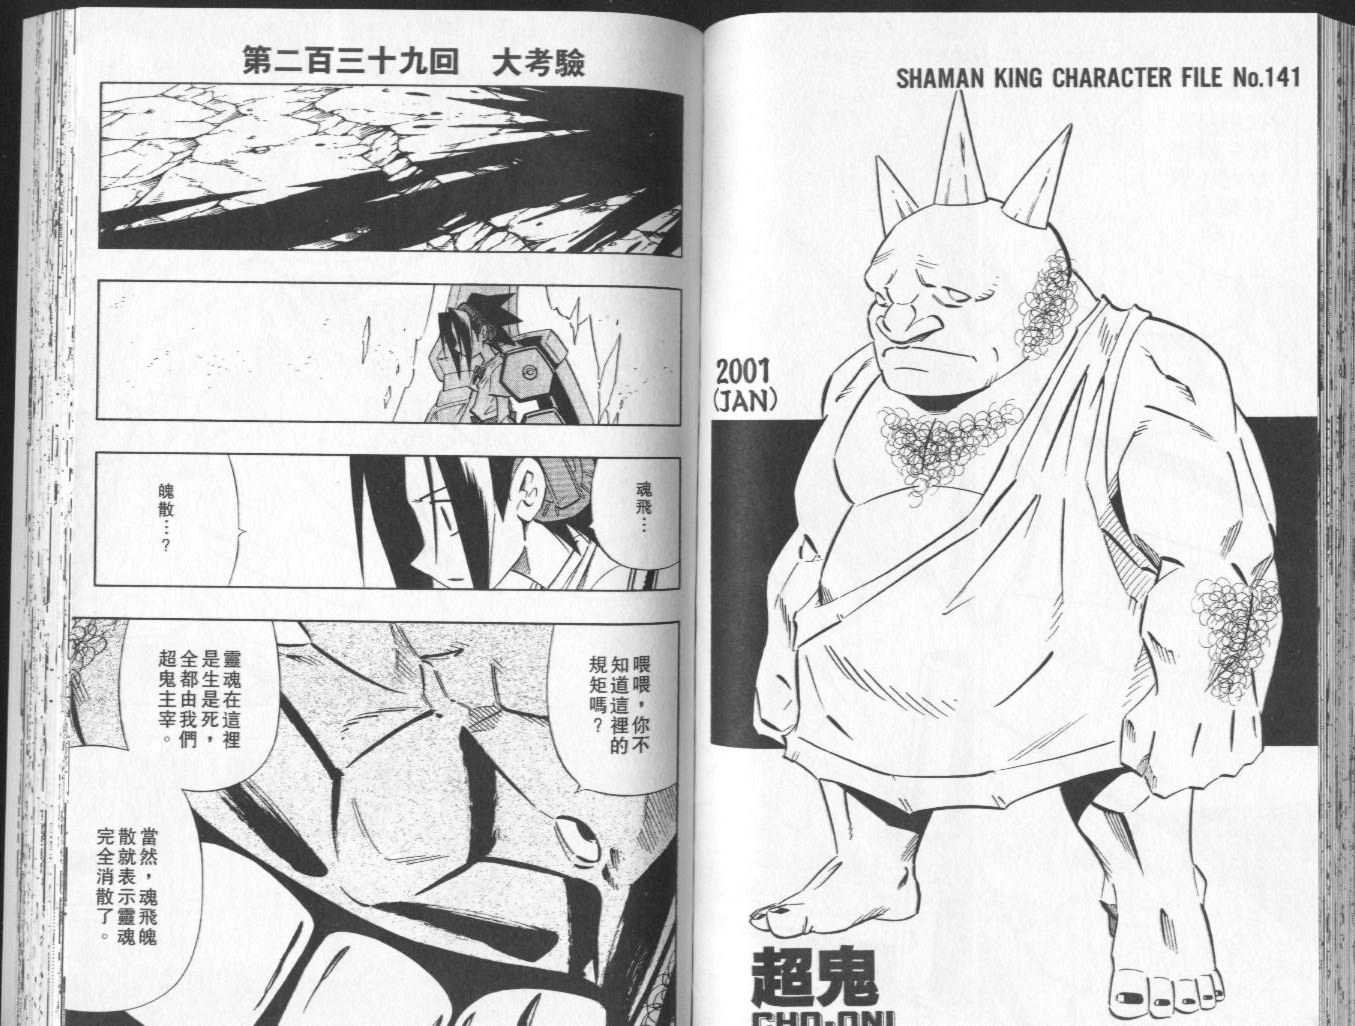 第二百三十九回　大考驗
魂飛…
魄散…？
喂喂，你不
知道這裡的
規矩嗎？
靈魂在這裡
是生是死，
全都由我們
超鬼主宰。
當然，魂飛魄
散就表示靈魂
完全消散了。
SHAMAN KING CHARACTER FILE No.141
2001
(JAN)
超鬼
CHO-ONI